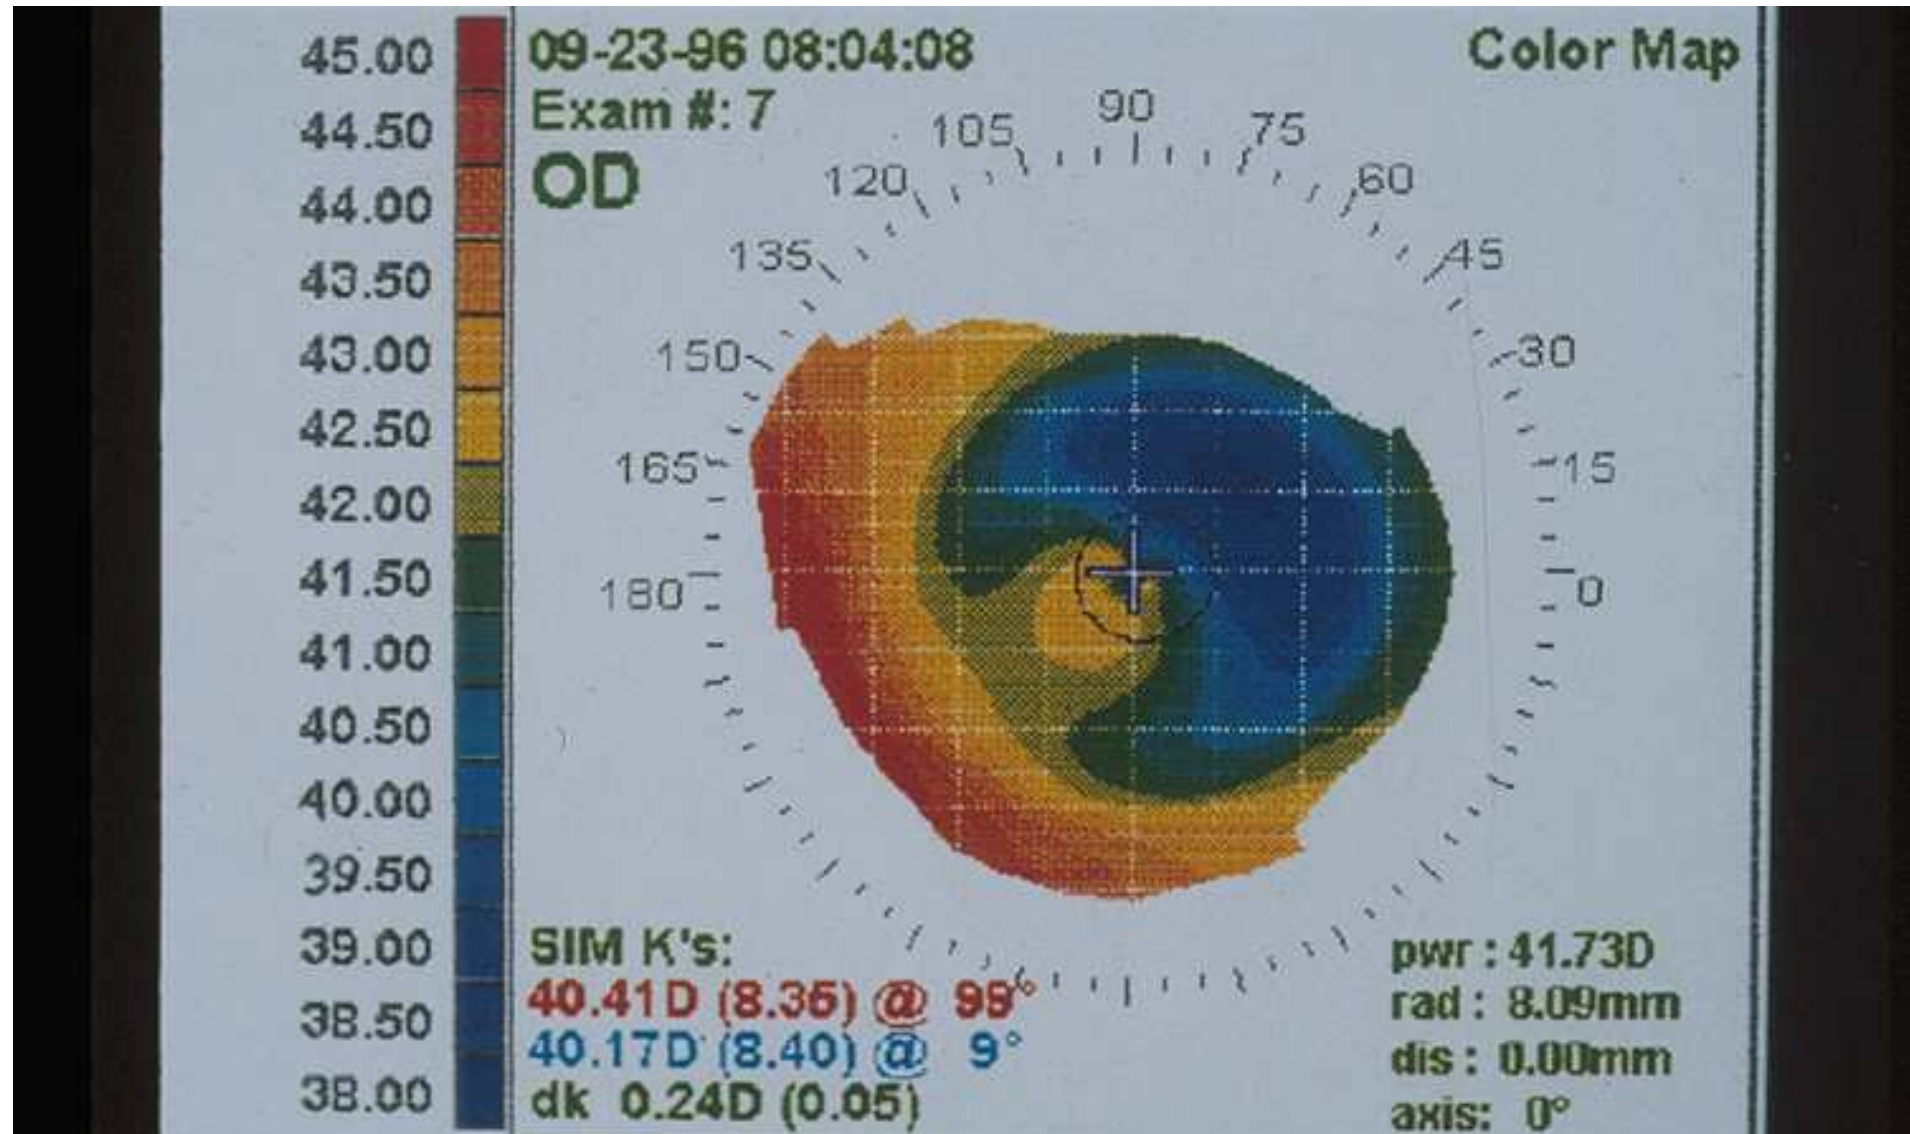 45.00
44.50
44.00
43.50
43.00
42.50
42.00
41.50
41.00
40.50
40.00
39.50
39.00
38.50
38.00
09-23-96 08:04:08
Exam #: 7
OD
Color Map
90
105
75
120
60
135
45
150
30
165
15
180
0
SIM K's:
40.41D (8.35) @ 99°
40.17D (8.40) @ 9°
dk 0.24D (0.05)
pwr : 41.73D
rad : 8.09mm
dis : 0.00mm
axis: 0°